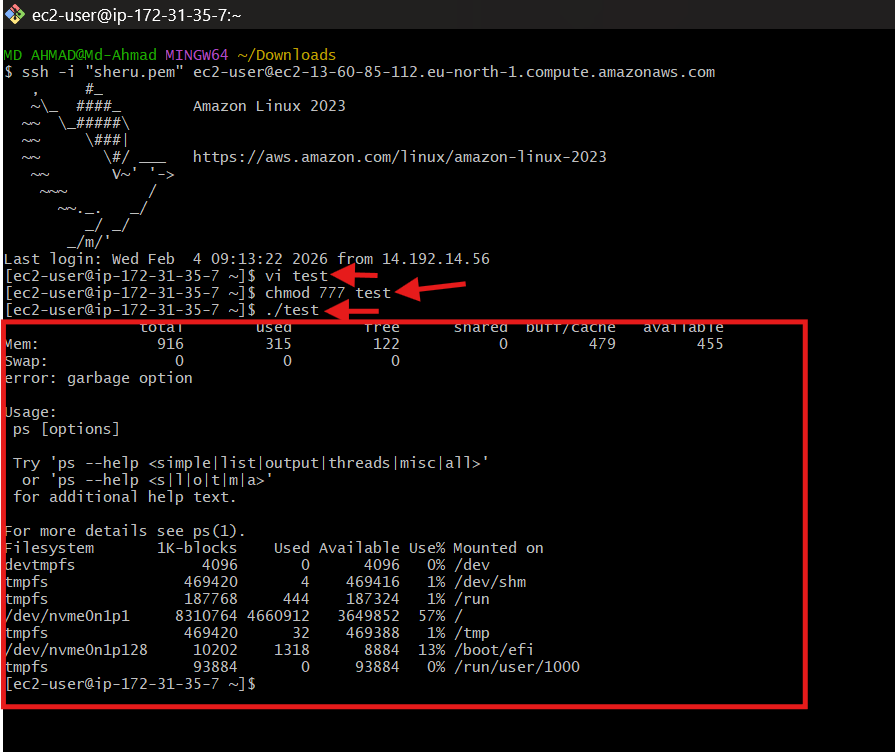 ec2-user@ip-172-31-35-7:~
MD AHMAD@Md-Ahmad MINGW64 ~/Downloads
$ ssh -i "sheru.pem" ec2-user@ec2-13-60-85-112.eu-north-1.compute.amazonaws.com
   ,     #_
   ~\_  ####_        Amazon Linux 2023
  ~~  \_#####\
  ~~     \###|
  ~~       \#/ ___   https://aws.amazon.com/linux/amazon-linux-2023
   ~~       V~' '->
    ~~~         /
      ~~._.   _/
         _/ _/
       _/m/'
Last login: Wed Feb  4 09:13:22 2026 from 14.192.14.56
[ec2-user@ip-172-31-35-7 ~]$ vi test
[ec2-user@ip-172-31-35-7 ~]$ chmod 777 test
[ec2-user@ip-172-31-35-7 ~]$ ./test
               total        used        free      shared  buff/cache   available
Mem:             916         315         122           0         479         455
Swap:              0           0           0
error: garbage option

Usage:
 ps [options]

 Try 'ps --help <simple|list|output|threads|misc|all>'
  or 'ps --help <s|l|o|t|m|a>'
 for additional help text.

For more details see ps(1).
Filesystem       1K-blocks    Used Available Use% Mounted on
devtmpfs              4096       0      4096   0% /dev
tmpfs               469420       4    469416   1% /dev/shm
tmpfs               187768     444    187324   1% /run
/dev/nvme0n1p1     8310764 4660912   3649852  57% /
tmpfs               469420      32    469388   1% /tmp
/dev/nvme0n1p128     10202    1318      8884  13% /boot/efi
tmpfs                93884       0     93884   0% /run/user/1000
[ec2-user@ip-172-31-35-7 ~]$